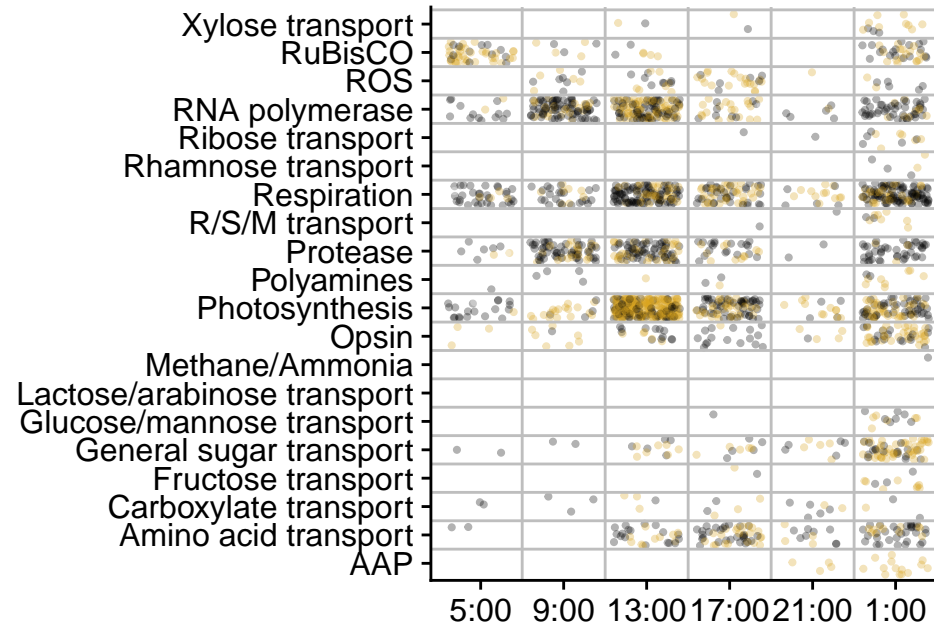 Xylose transport
RuBisCO
ROS
RNA polymerase
Ribose transport
Rhamnose transport
Respiration
R/S/M transport
Protease
Polyamines
Photosynthesis
Opsin
Methane/Ammonia
Lactose/arabinose transport
Glucose/mannose transport
General sugar transport
Fructose transport
Carboxylate transport
Amino acid transport
AAP
5:00 9:00 13:00 17:00 21:00 1:00